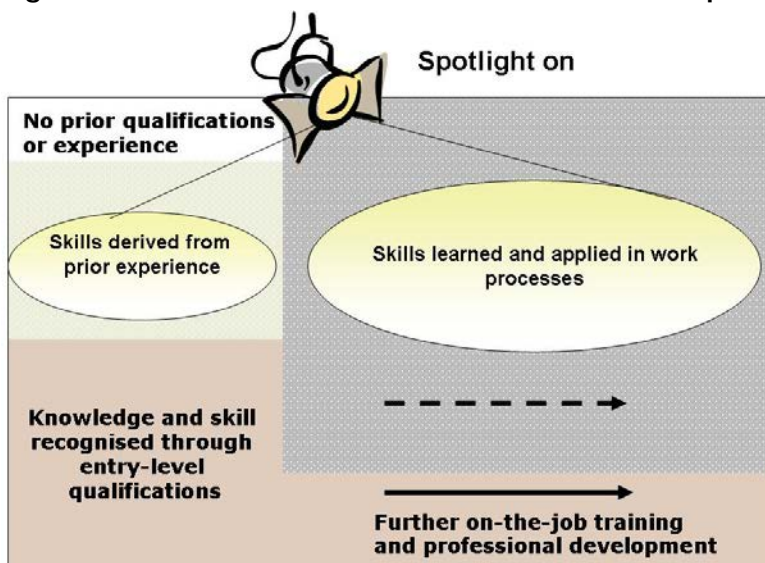 Spotlight on
No prior qualifications
or experience
Skills derived from
prior experience
Skills learned and applied in work
processes
Knowledge and skill
recognised through
entry-level
qualifications
Further on-the-job training
and professional development